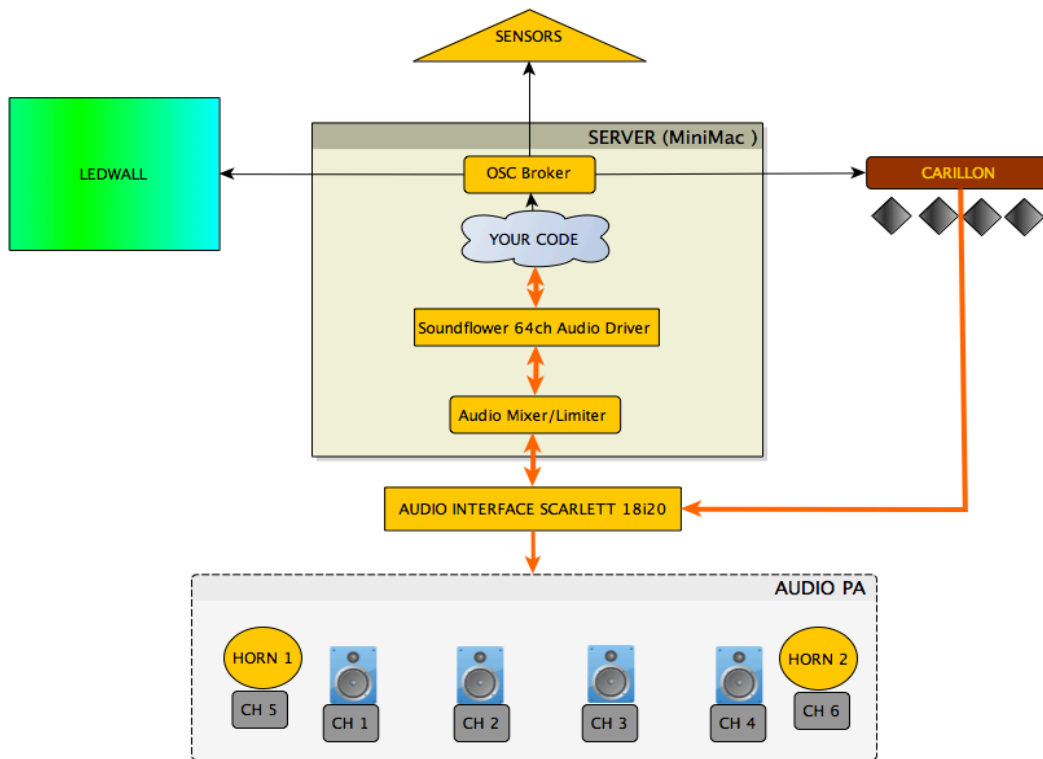 SENSORS
SERVER (MiniMac )
LEDWALL
OSC Broker
CARILLON
YOUR CODE
Soundflower 64ch Audio Driver
Audio Mixer/Limiter
AUDIO INTERFACE SCARLETT 18i20
AUDIO PA
HORN 1
HORN 2
CH 5
CH 1
CH 2
CH 3
CH 4
CH 6